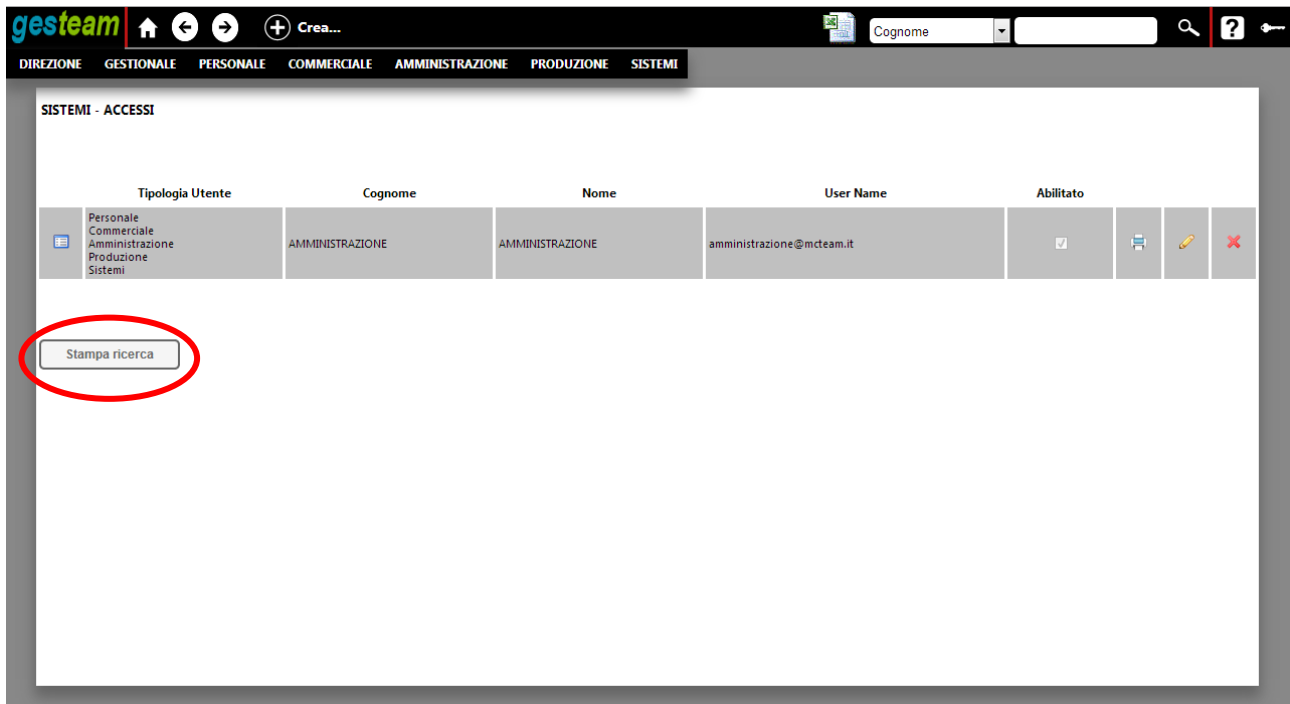 gesteam Crea... Cognome ?
DIREZIONE GESTIONALE PERSONALE COMMERCIALE AMMINISTRAZIONE PRODUZIONE SISTEMI
SISTEMI - ACCESSI
Tipologia Utente Cognome Nome User Name Abilitato
Personale
Commerciale
Amministrazione
Produzione
Sistemi
AMMINISTRAZIONE AMMINISTRAZIONE amministrazione@mcteam.it
Stampa ricerca